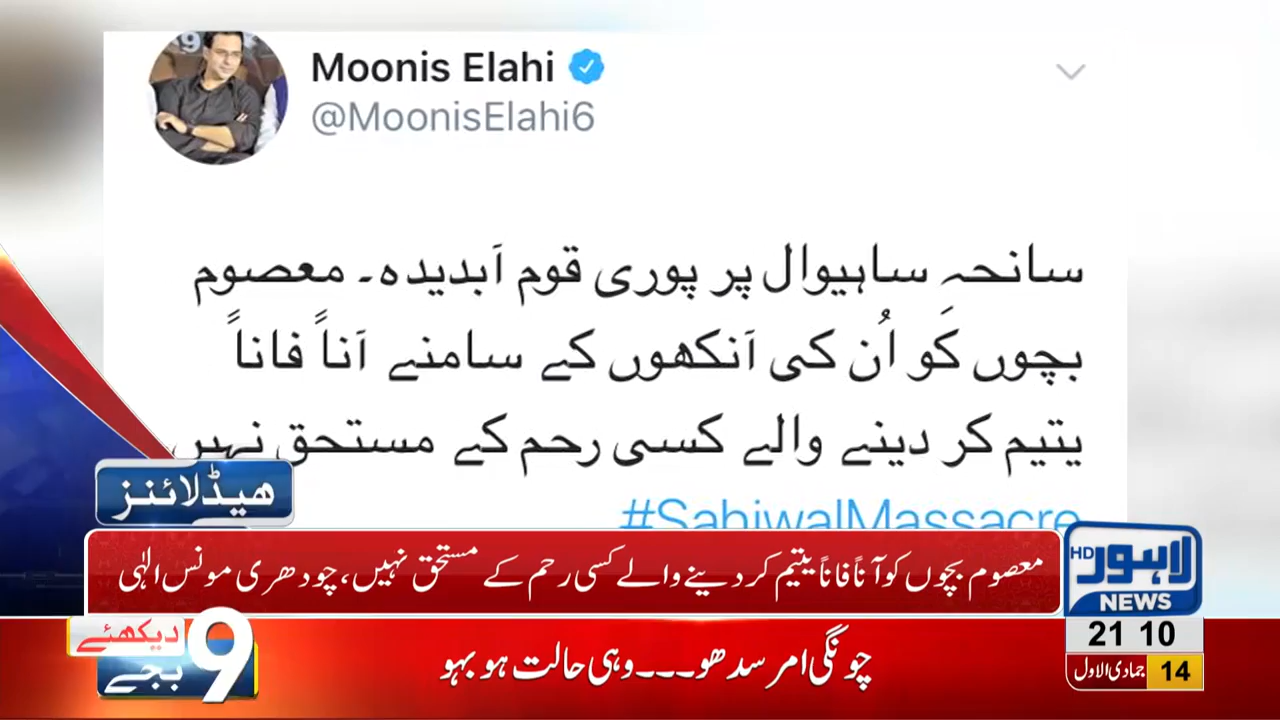 Moonis Elahi
@MoonisElahi6
سانحہِ ساہیوال پر پوری قوم آبدیدہ۔ معصوم
بچوں کو اُن کی آنکھوں کے سامنے آناً فاناً
یتیم کر دینے والے کسی رحم کے مستحق نہیں
#SahiwalMassacre
ہیڈلائنز
معصوم بچوں کو آناً فاناً یتیم کر دینے والے کسی رحم کے مستحق نہیں، چودھری مونس الہٰی
لاہور HD
NEWS
21 10
14 جمادی الاول
دیکھئے 9 بجے
چونگی امر سدھو۔۔۔وہی حالت ہو بہو